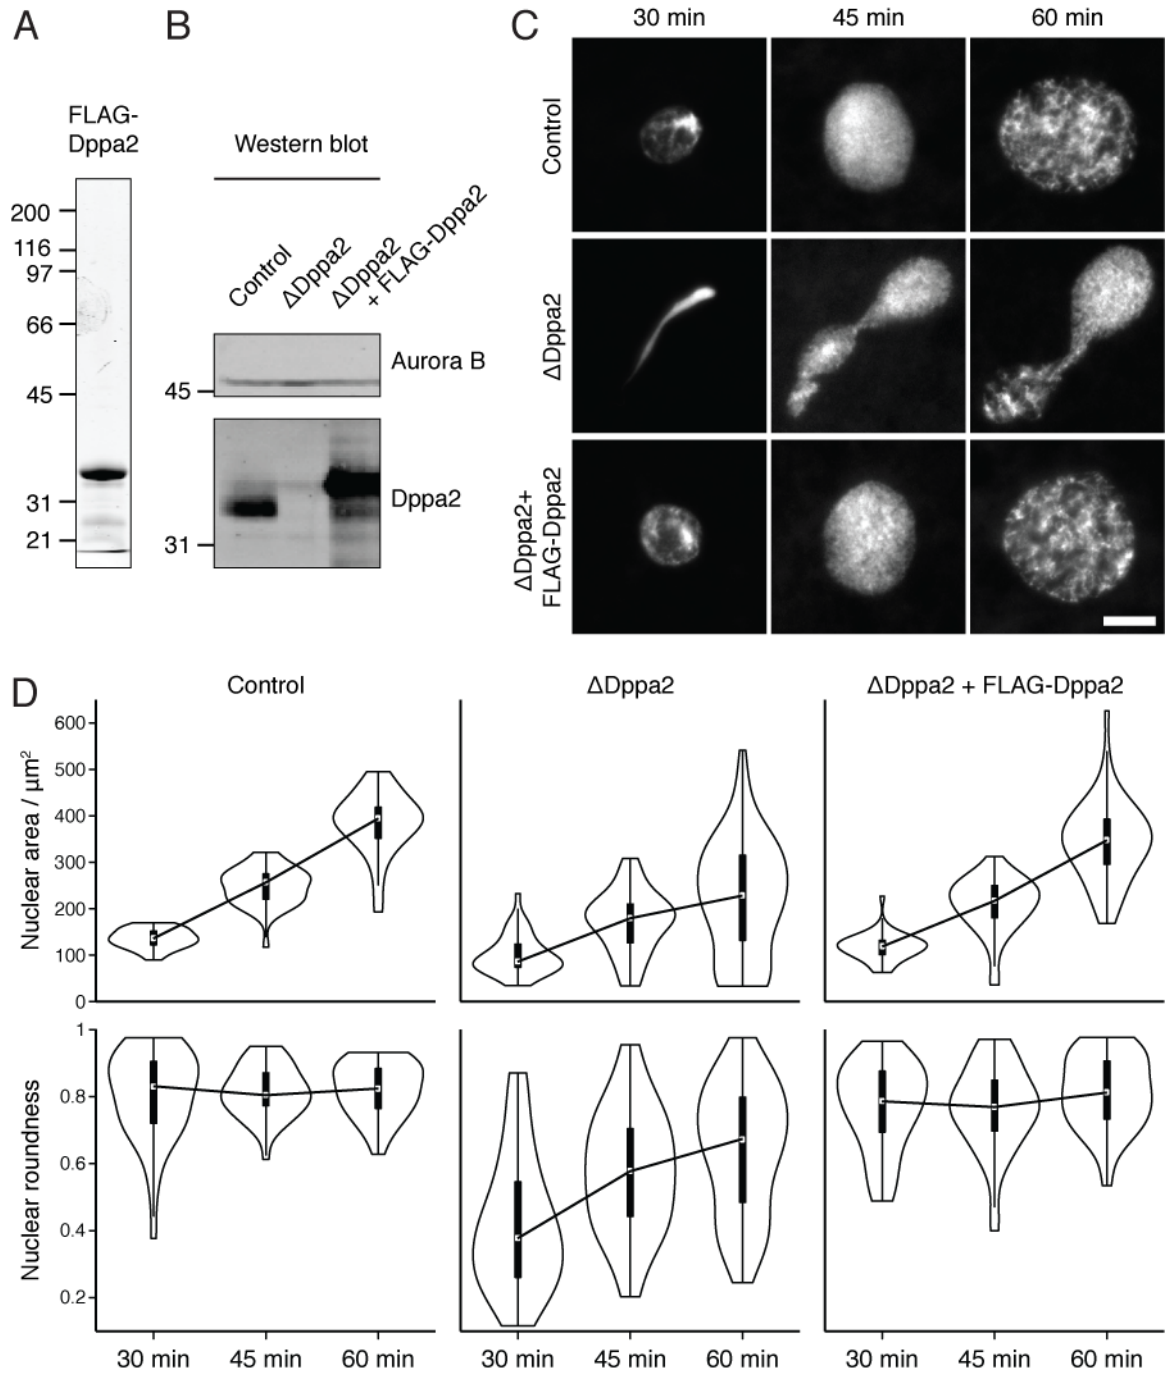 A
B
C
30 min
45 min
60 min
FLAG-
Dppa2
200
116
97
66
45
31
21
Western blot
Control
ΔDppa2
ΔDppa2
+ FLAG-Dppa2
Aurora B
45
Dppa2
31
Control
ΔDppa2
ΔDppa2+
FLAG-Dppa2
D
Control
ΔDppa2
ΔDppa2 + FLAG-Dppa2
Nuclear area / µm²
600
500
400
300
200
100
0
Nuclear roundness
1
0.8
0.6
0.4
0.2
30 min
45 min
60 min
30 min
45 min
60 min
30 min
45 min
60 min